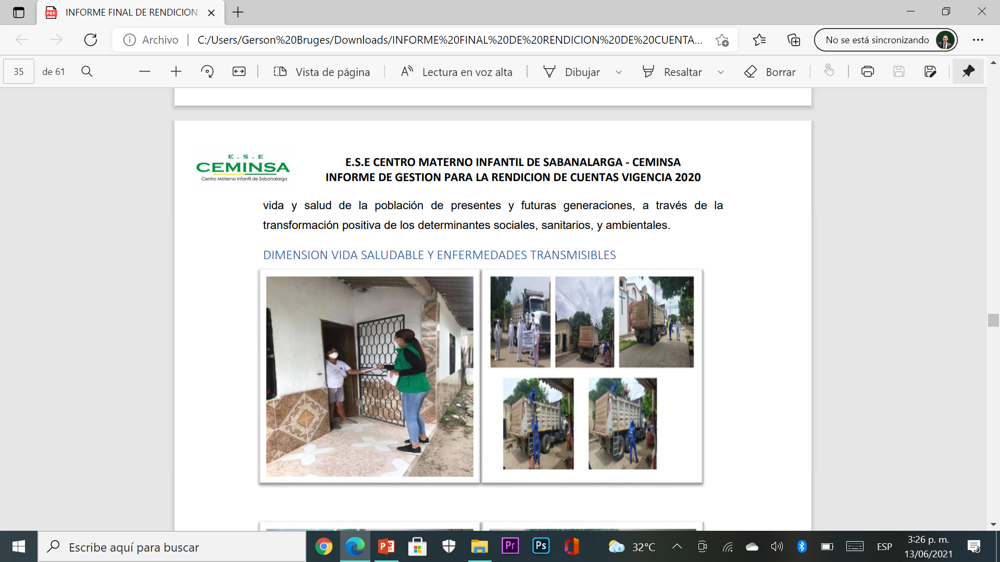 INFORME FINAL DE RENDICION
Archivo
C:/Users/Gerson%20Bruges/Downloads/INFORME%20FINAL%20DE%20RENDICION%20DE%20CUENTA...
No se está sincronizando
35 de 61
Vista de página
Lectura en voz alta
Dibujar
Resaltar
Borrar
E.S.E
CEMINSA
Centro Materno Infantil de Sabanalarga
E.S.E CENTRO MATERNO INFANTIL DE SABANALARGA - CEMINSA
INFORME DE GESTION PARA LA RENDICION DE CUENTAS VIGENCIA 2020
vida y salud de la población de presentes y futuras generaciones, a través de la
transformación positiva de los determinantes sociales, sanitarios, y ambientales.
DIMENSION VIDA SALUDABLE Y ENFERMEDADES TRANSMISIBLES
Escribe aquí para buscar
Pr
Ps
32°C
ESP
3:26 p. m.
13/06/2021